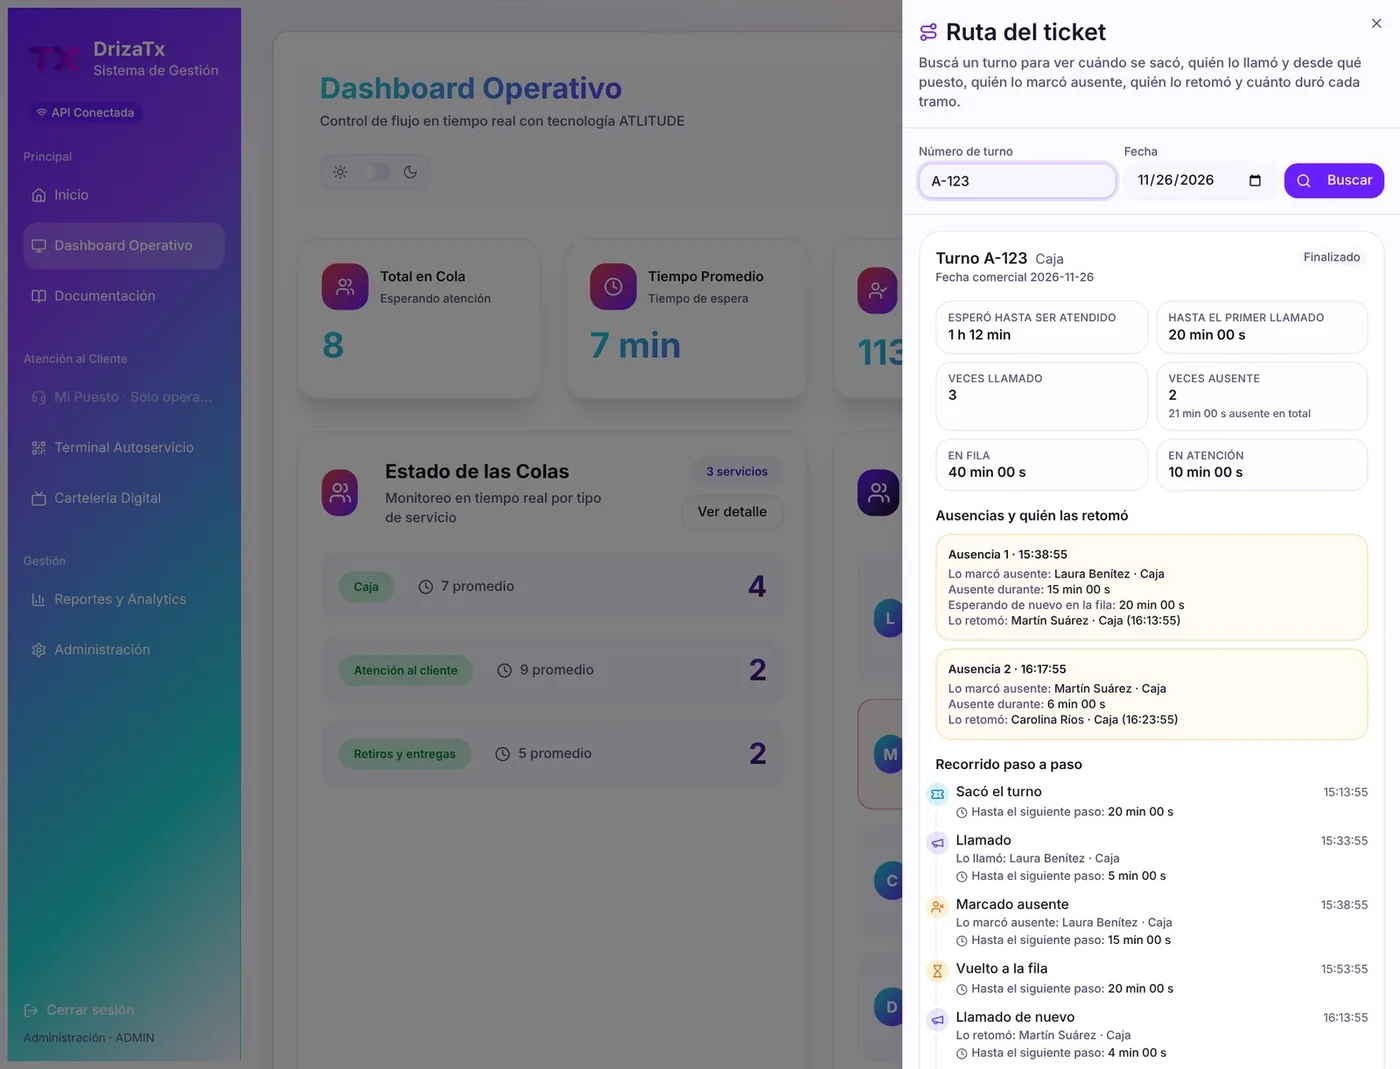 TX
DrizaTx
Sistema de Gestión
API Conectada
Principal
Inicio
Dashboard Operativo
Documentación
Atención al Cliente
Mi Puesto · Solo opera...
Terminal Autoservicio
Cartelería Digital
Gestión
Reportes y Analytics
Administración
Cerrar sesión
Administración · ADMIN
Dashboard Operativo
Control de flujo en tiempo real con tecnología ATLITUDE
Total en Cola
Esperando atención
8
Tiempo Promedio
Tiempo de espera
7 min
113
Estado de las Colas
Monitoreo en tiempo real por tipo
de servicio
3 servicios
Ver detalle
Caja
7 promedio
4
Atención al cliente
9 promedio
2
Retiros y entregas
5 promedio
2
L
M
C
D
Ruta del ticket
Buscá un turno para ver cuándo se sacó, quién lo llamó y desde qué
puesto, quién lo marcó ausente, quién lo retomó y cuánto duró cada
tramo.
Número de turno
Fecha
A-123
11/26/2026
Buscar
Turno A-123 Caja
Finalizado
Fecha comercial 2026-11-26
ESPERÓ HASTA SER ATENDIDO
1 h 12 min
HASTA EL PRIMER LLAMADO
20 min 00 s
VECES LLAMADO
3
VECES AUSENTE
2
21 min 00 s ausente en total
EN FILA
40 min 00 s
EN ATENCIÓN
10 min 00 s
Ausencias y quién las retomó
Ausencia 1 · 15:38:55
Lo marcó ausente: Laura Benítez · Caja
Ausente durante: 15 min 00 s
Esperando de nuevo en la fila: 20 min 00 s
Lo retomó: Martín Suárez · Caja (16:13:55)
Ausencia 2 · 16:17:55
Lo marcó ausente: Martín Suárez · Caja
Ausente durante: 6 min 00 s
Lo retomó: Carolina Ríos · Caja (16:23:55)
Recorrido paso a paso
Sacó el turno 15:13:55
Hasta el siguiente paso: 20 min 00 s
Llamado 15:33:55
Lo llamó: Laura Benítez · Caja
Hasta el siguiente paso: 5 min 00 s
Marcado ausente 15:38:55
Lo marcó ausente: Laura Benítez · Caja
Hasta el siguiente paso: 15 min 00 s
Vuelto a la fila 15:53:55
Hasta el siguiente paso: 20 min 00 s
Llamado de nuevo 16:13:55
Lo retomó: Martín Suárez · Caja
Hasta el siguiente paso: 4 min 00 s